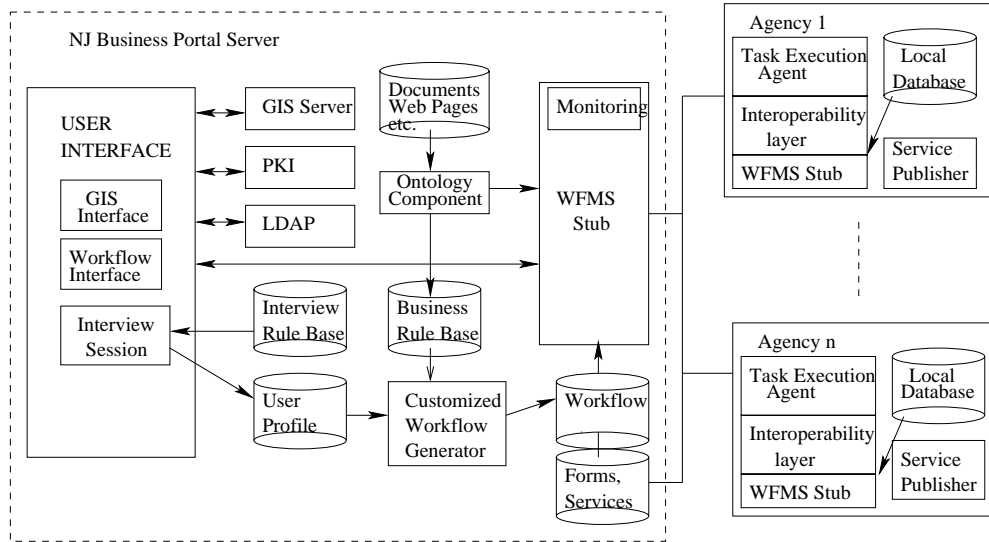 NJ Business Portal Server
USER
INTERFACE
GIS
Interface
Workflow
Interface
Interview
Session
GIS Server
PKI
LDAP
Documents
Web Pages
etc.
Ontology
Component
Interview
Rule Base
Business
Rule Base
User
Profile
Customized
Workflow
Generator
Monitoring
WFMS
Stub
Workflow
Forms,
Services
Agency 1
Task Execution
Agent
Interoperability
layer
WFMS Stub
Local
Database
Service
Publisher
Agency n
Task Execution
Agent
Interoperability
layer
WFMS Stub
Local
Database
Service
Publisher